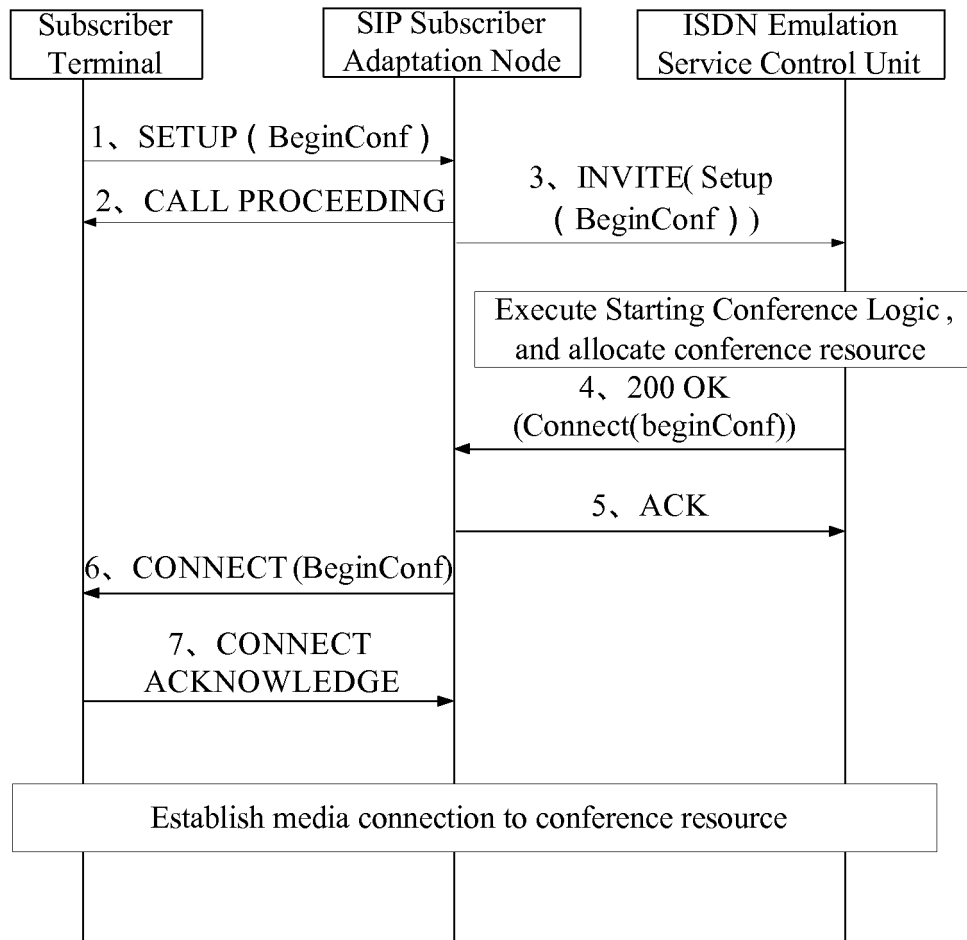 Subscriber
Terminal
SIP Subscriber
Adaptation Node
ISDN Emulation
Service Control Unit
1、SETUP ( BeginConf )
2、CALL PROCEEDING
3、INVITE( Setup
( BeginConf ) )
Execute Starting Conference Logic ,
and allocate conference resource
4、200 OK
(Connect(beginConf))
5、ACK
6、CONNECT (BeginConf)
7、CONNECT
ACKNOWLEDGE
Establish media connection to conference resource